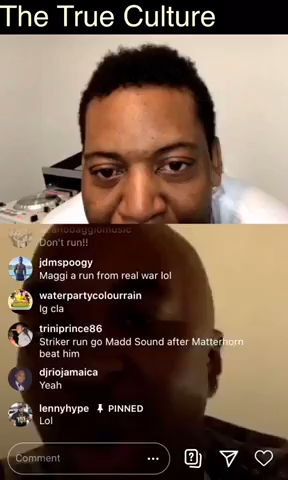 The True Culture
Don't run!!
jdmspoogy
Maggi a run from real war lol
waterpartycolourrain
Ig cla
triniprince86
Striker run go Madd Sound after Matterhorn
beat him
djriojamaica
Yeah
lennyhype PINNED
Lol
Comment